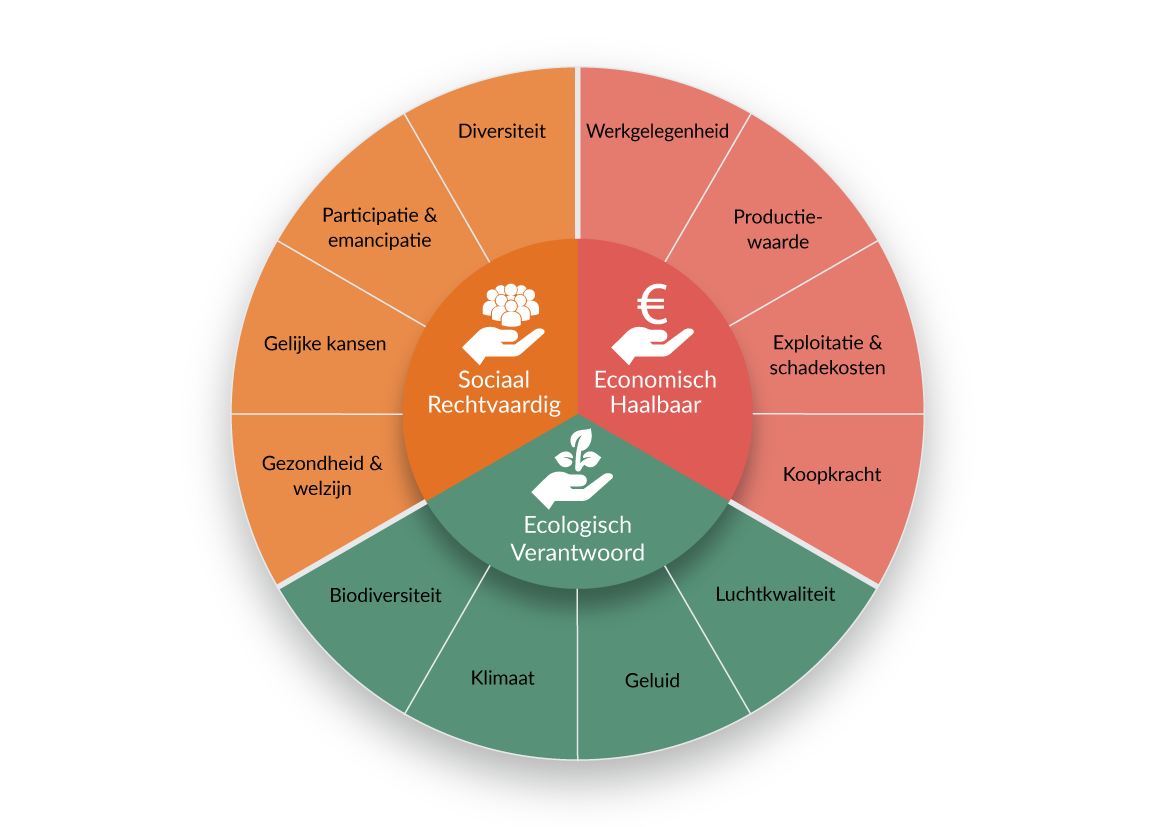 Diversiteit
Werkgelegenheid
Participatie &
emancipatie
Productie-
waarde
Gelijke kansen
Exploitatie &
schadekosten
Sociaal
Rechtvaardig
€
Economisch
Haalbaar
Gezondheid &
welzijn
Koopkracht
Ecologisch
Verantwoord
Biodiversiteit
Luchtkwaliteit
Klimaat
Geluid